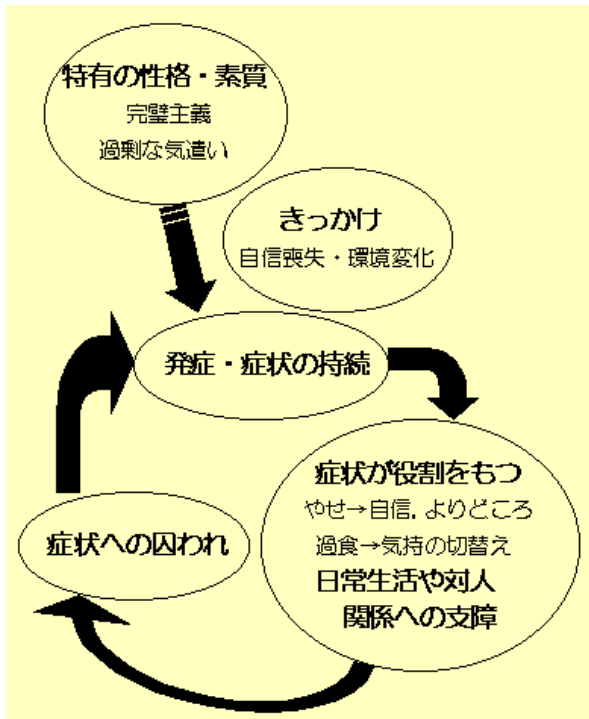 特有の性格・素質
完璧主義
過剰な気遣い
きっかけ
自信喪失・環境変化
発症・症状の持続
症状が役割をもつ
やせ→自信,よりどころ
過食→気持の切替え
日常生活や対人
関係への支障
症状への囚われ